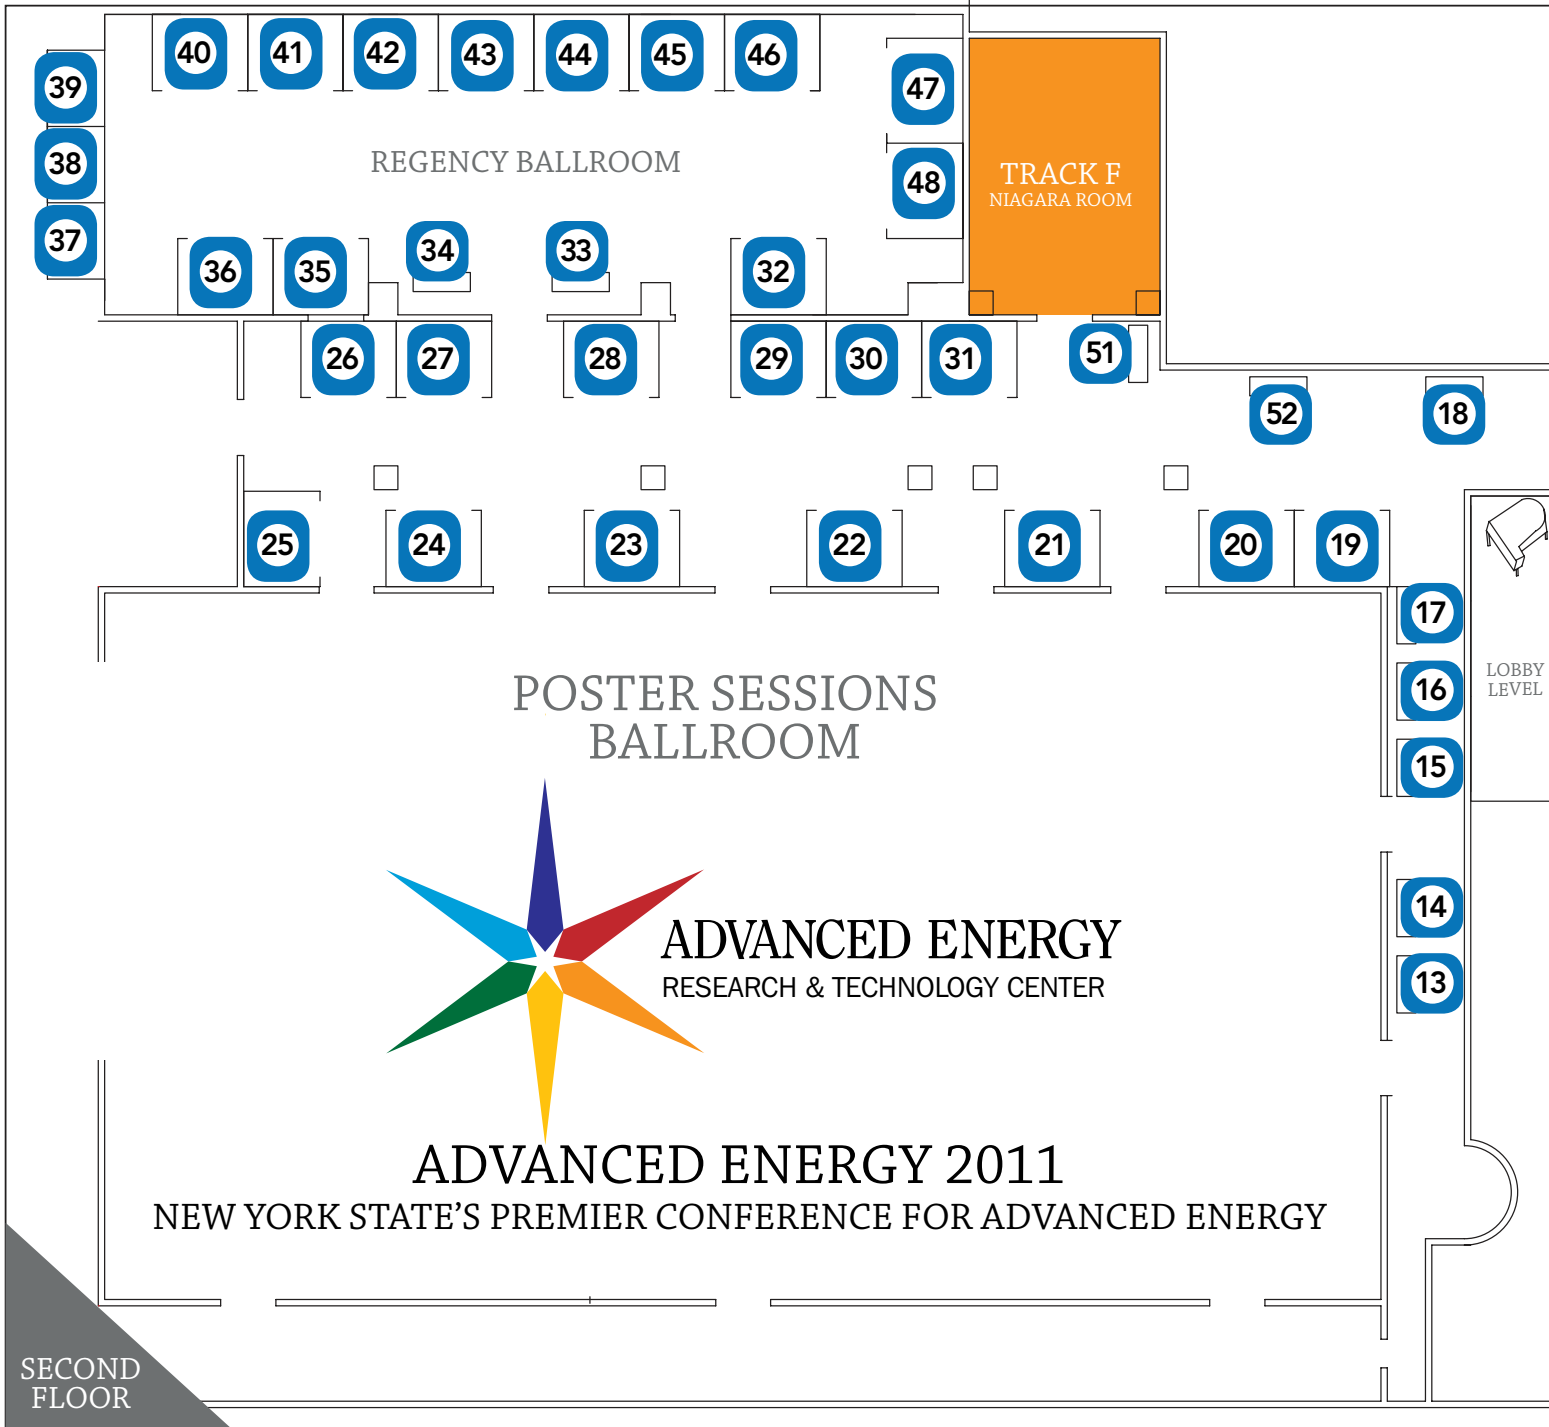 40 41 42 43 44 45 46
39
47
38
REGENCY BALLROOM
48
TRACK F
NIAGARA ROOM
37
36 35 34 33 32
26 27 28 29 30 31 51
52 18
25 24 23 22 21 20 19
17
16
15
LOBBY
LEVEL
POSTER SESSIONS
BALLROOM
14
13
ADVANCED ENERGY
RESEARCH & TECHNOLOGY CENTER
ADVANCED ENERGY 2011
NEW YORK STATE'S PREMIER CONFERENCE FOR ADVANCED ENERGY
SECOND
FLOOR